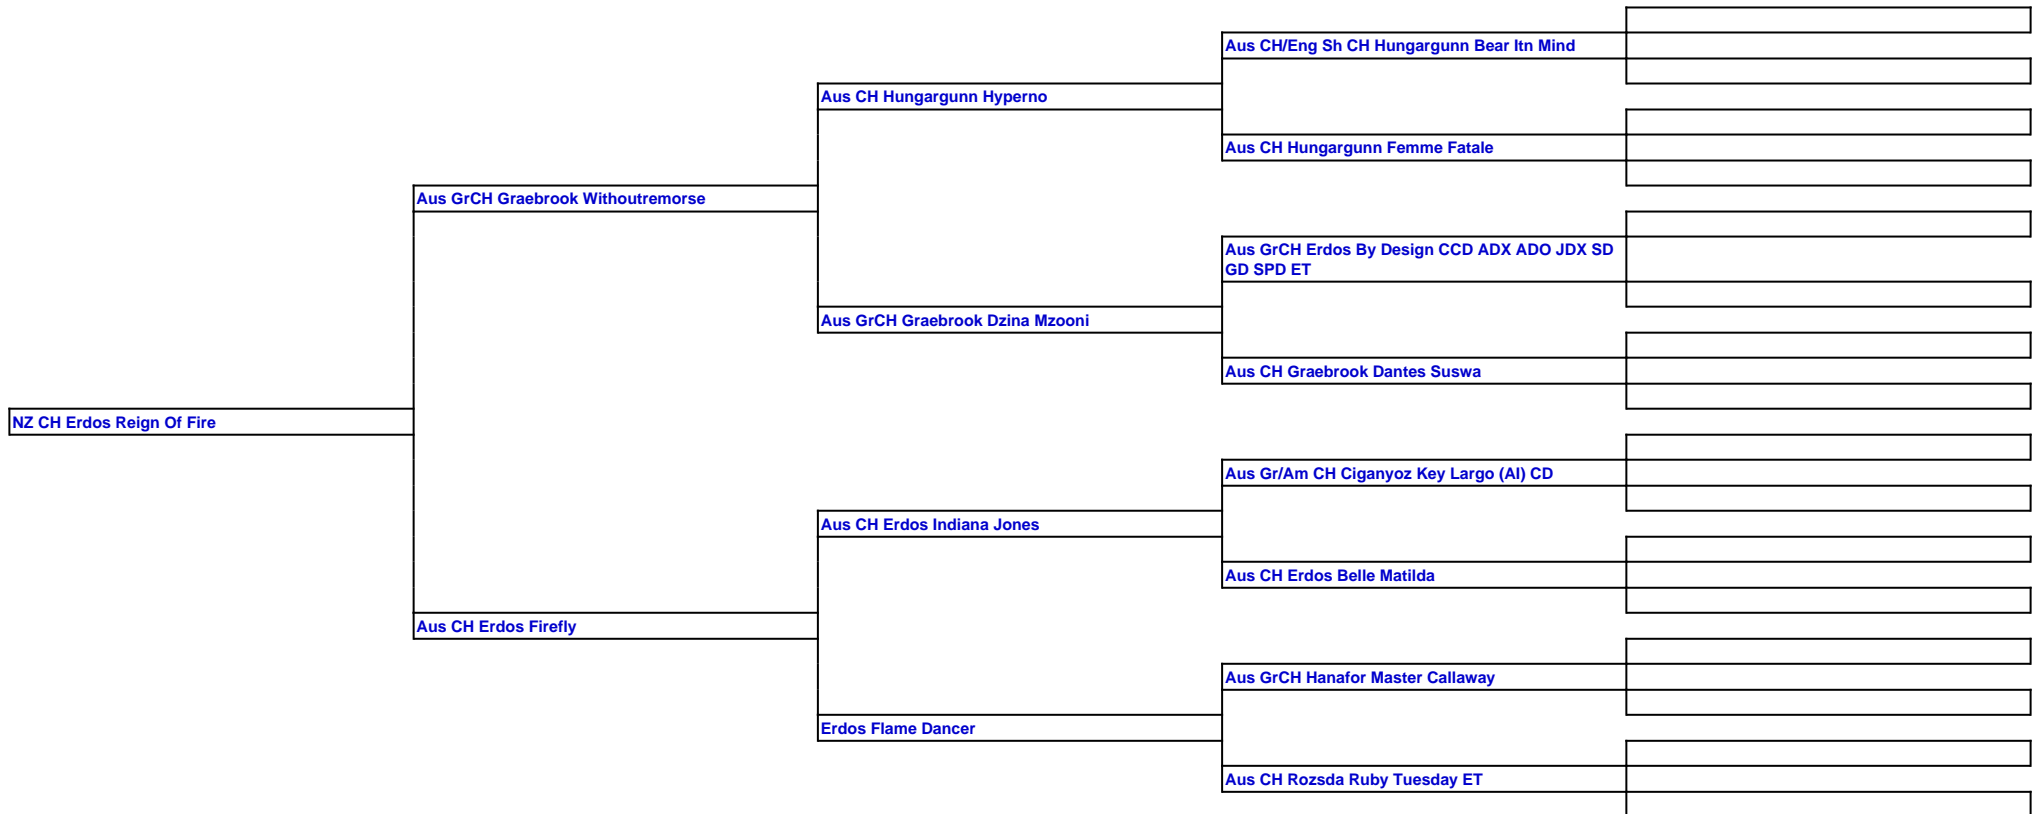 Aus CH/Eng Sh CH Hungargunn Bear Itn Mind
Aus CH Hungargunn Hyperno
Aus CH Hungargunn Femme Fatale
Aus GrCH Graebrook Withoutremorse
Aus GrCH Erdos By Design CCD ADX ADO JDX SD
GD SPD ET
Aus GrCH Graebrook Dzina Mzooni
Aus CH Graebrook Dantes Suswa
NZ CH Erdos Reign Of Fire
Aus Gr/Am CH Ciganyoz Key Largo (AI) CD
Aus CH Erdos Indiana Jones
Aus CH Erdos Belle Matilda
Aus CH Erdos Firefly
Aus GrCH Hanafor Master Callaway
Erdos Flame Dancer
Aus CH Rozsda Ruby Tuesday ET